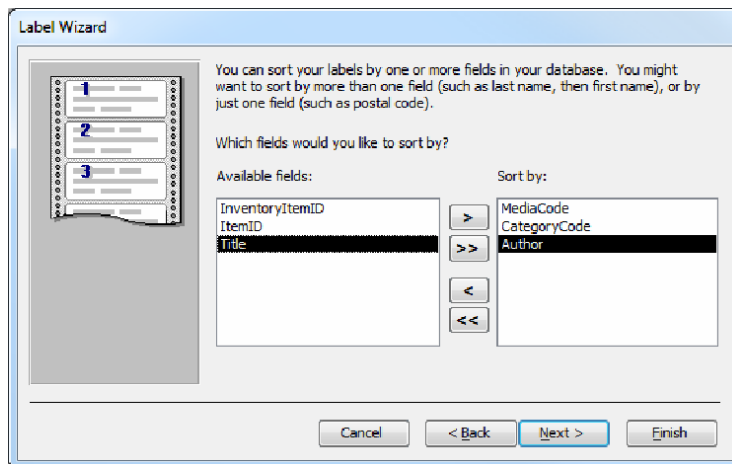 Label Wizard
1
2
3
You can sort your labels by one or more fields in your database. You might
want to sort by more than one field (such as last name, then first name), or by
just one field (such as postal code).
Which fields would you like to sort by?
Available fields:
Sort by:
InventoryItemID
ItemID
Title
>
>>
<
<<
MediaCode
CategoryCode
Author
Cancel
< Back
Next >
Finish